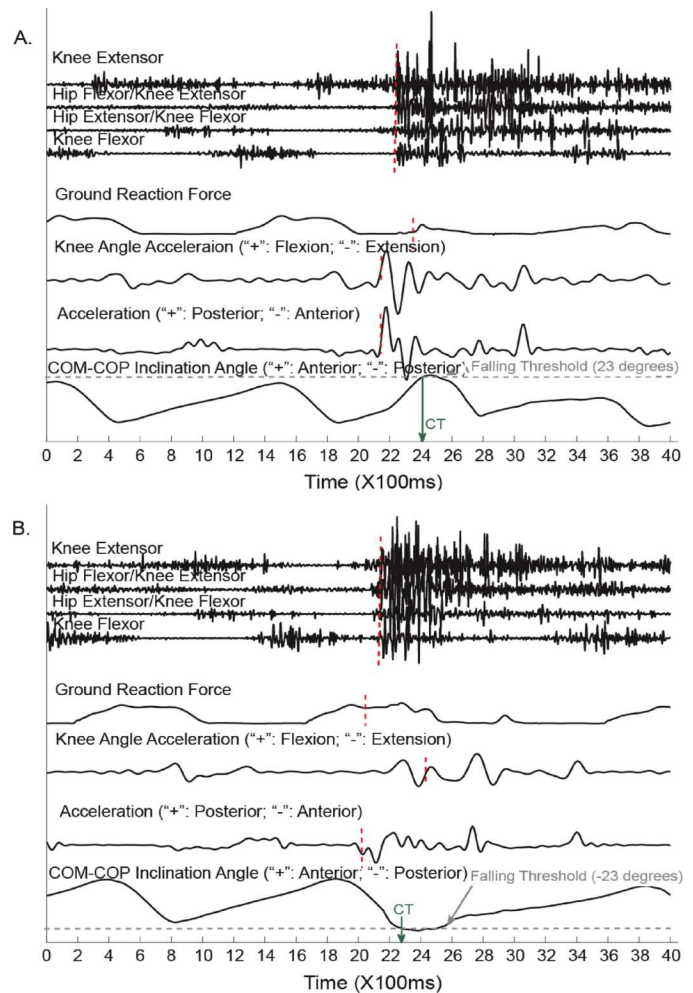 A.
Knee Extensor
Hip Flexor/Knee Extensor
Hip Extensor/Knee Flexor
Knee Flexor
Ground Reaction Force
Knee Angle Acceleraion (“+”: Flexion; “-”: Extension)
Acceleration (“+”: Posterior; “-”: Anterior)
COM-COP Inclination Angle (“+”: Anterior; “-”: Posterior)
Falling Threshold (23 degrees)
CT
0 2 4 6 8 10 12 14 16 18 20 22 24 26 28 30 32 34 36 38 40
Time (X100ms)
B.
Knee Extensor
Hip Flexor/Knee Extensor
Hip Extensor/Knee Flexor
Knee Flexor
Ground Reaction Force
Knee Angle Acceleration (“+”: Flexion; “-”: Extension)
Acceleration (“+”: Posterior; “-”: Anterior)
COM-COP Inclination Angle (“+”: Anterior; “-”: Posterior)
Falling Threshold (-23 degrees)
CT
0 2 4 6 8 10 12 14 16 18 20 22 24 26 28 30 32 34 36 38 40
Time (X100ms)